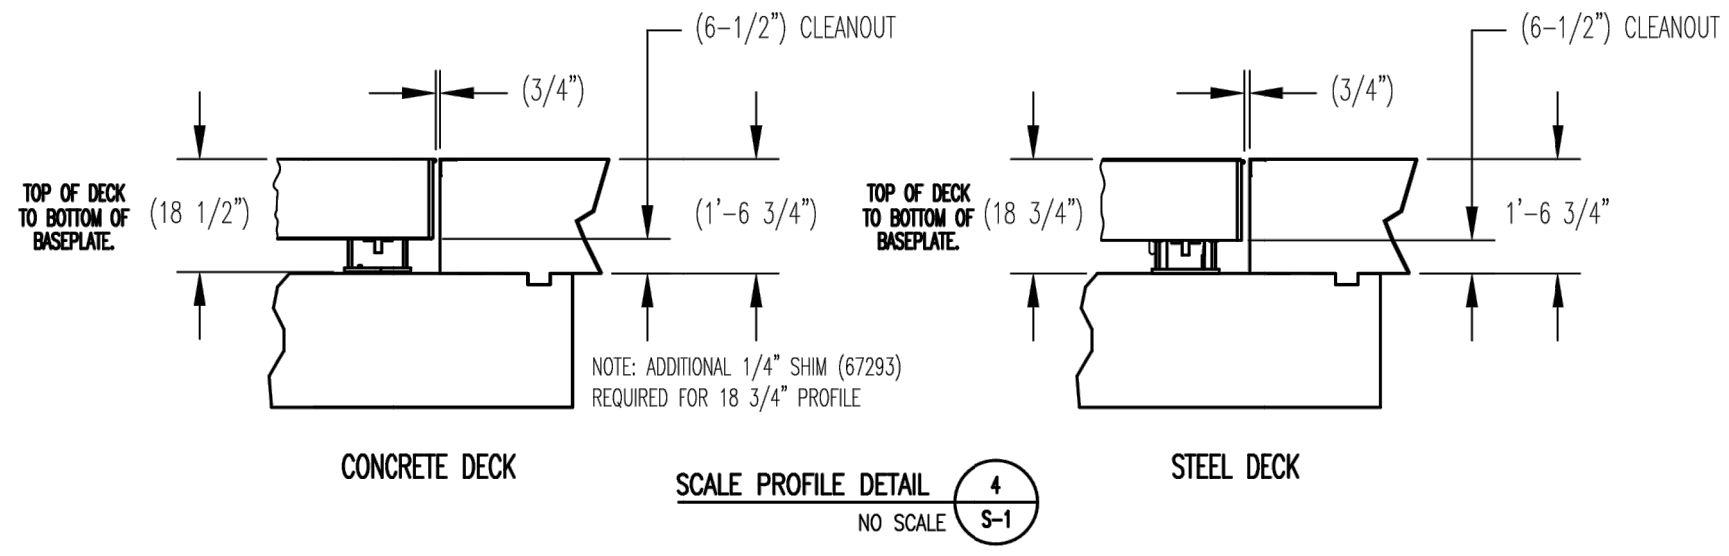 (6-1/2") CLEANOUT
(3/4")
TOP OF DECK
TO BOTTOM OF
BASEPLATE.
(18 1/2")
(1'-6 3/4")
NOTE: ADDITIONAL 1/4" SHIM (67293)
REQUIRED FOR 18 3/4" PROFILE
CONCRETE DECK
(6-1/2") CLEANOUT
(3/4")
TOP OF DECK
TO BOTTOM OF
BASEPLATE.
(18 3/4")
1'-6 3/4"
STEEL DECK
SCALE PROFILE DETAIL
NO SCALE
4
S-1